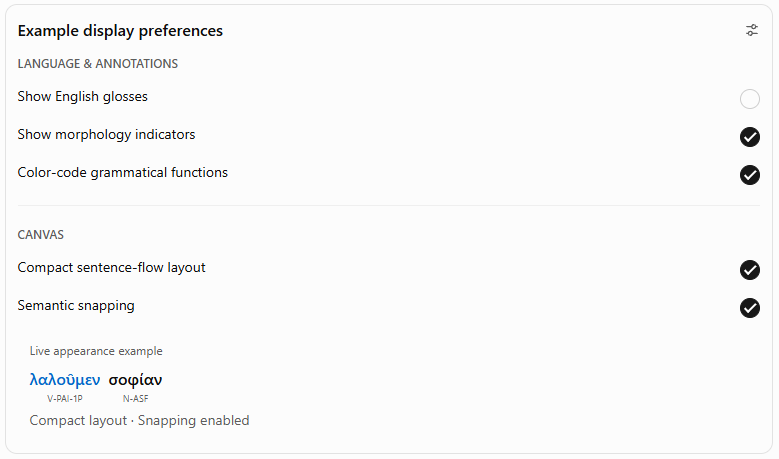 Example display preferences
LANGUAGE & ANNOTATIONS
Show English glosses
Show morphology indicators
Color-code grammatical functions
CANVAS
Compact sentence-flow layout
Semantic snapping
Live appearance example
λαλοῦμεν σοφίαν
V-PAI-1P N-ASF
Compact layout · Snapping enabled